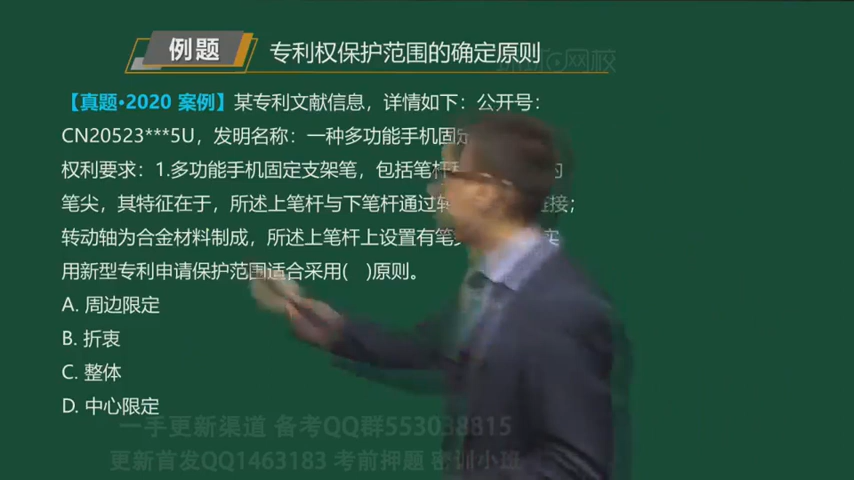 例题
专利权保护范围的确定原则
环球网校
【真题•2020 案例】某专利文献信息，详情如下：公开号：
CN20523***5U，发明名称：一种多功能手机固定
权利要求：1.多功能手机固定支架笔，包括笔杆 的
笔尖，其特征在于，所述上笔杆与下笔杆通过转 接；
转动轴为合金材料制成，所述上笔杆上设置有笔 实
用新型专利申请保护范围适合采用( )原则。
A. 周边限定
B. 折衷
C. 整体
D. 中心限定
一手更新渠道 备考QQ群553038815
更新首发QQ1463183 考前押题 密训小班